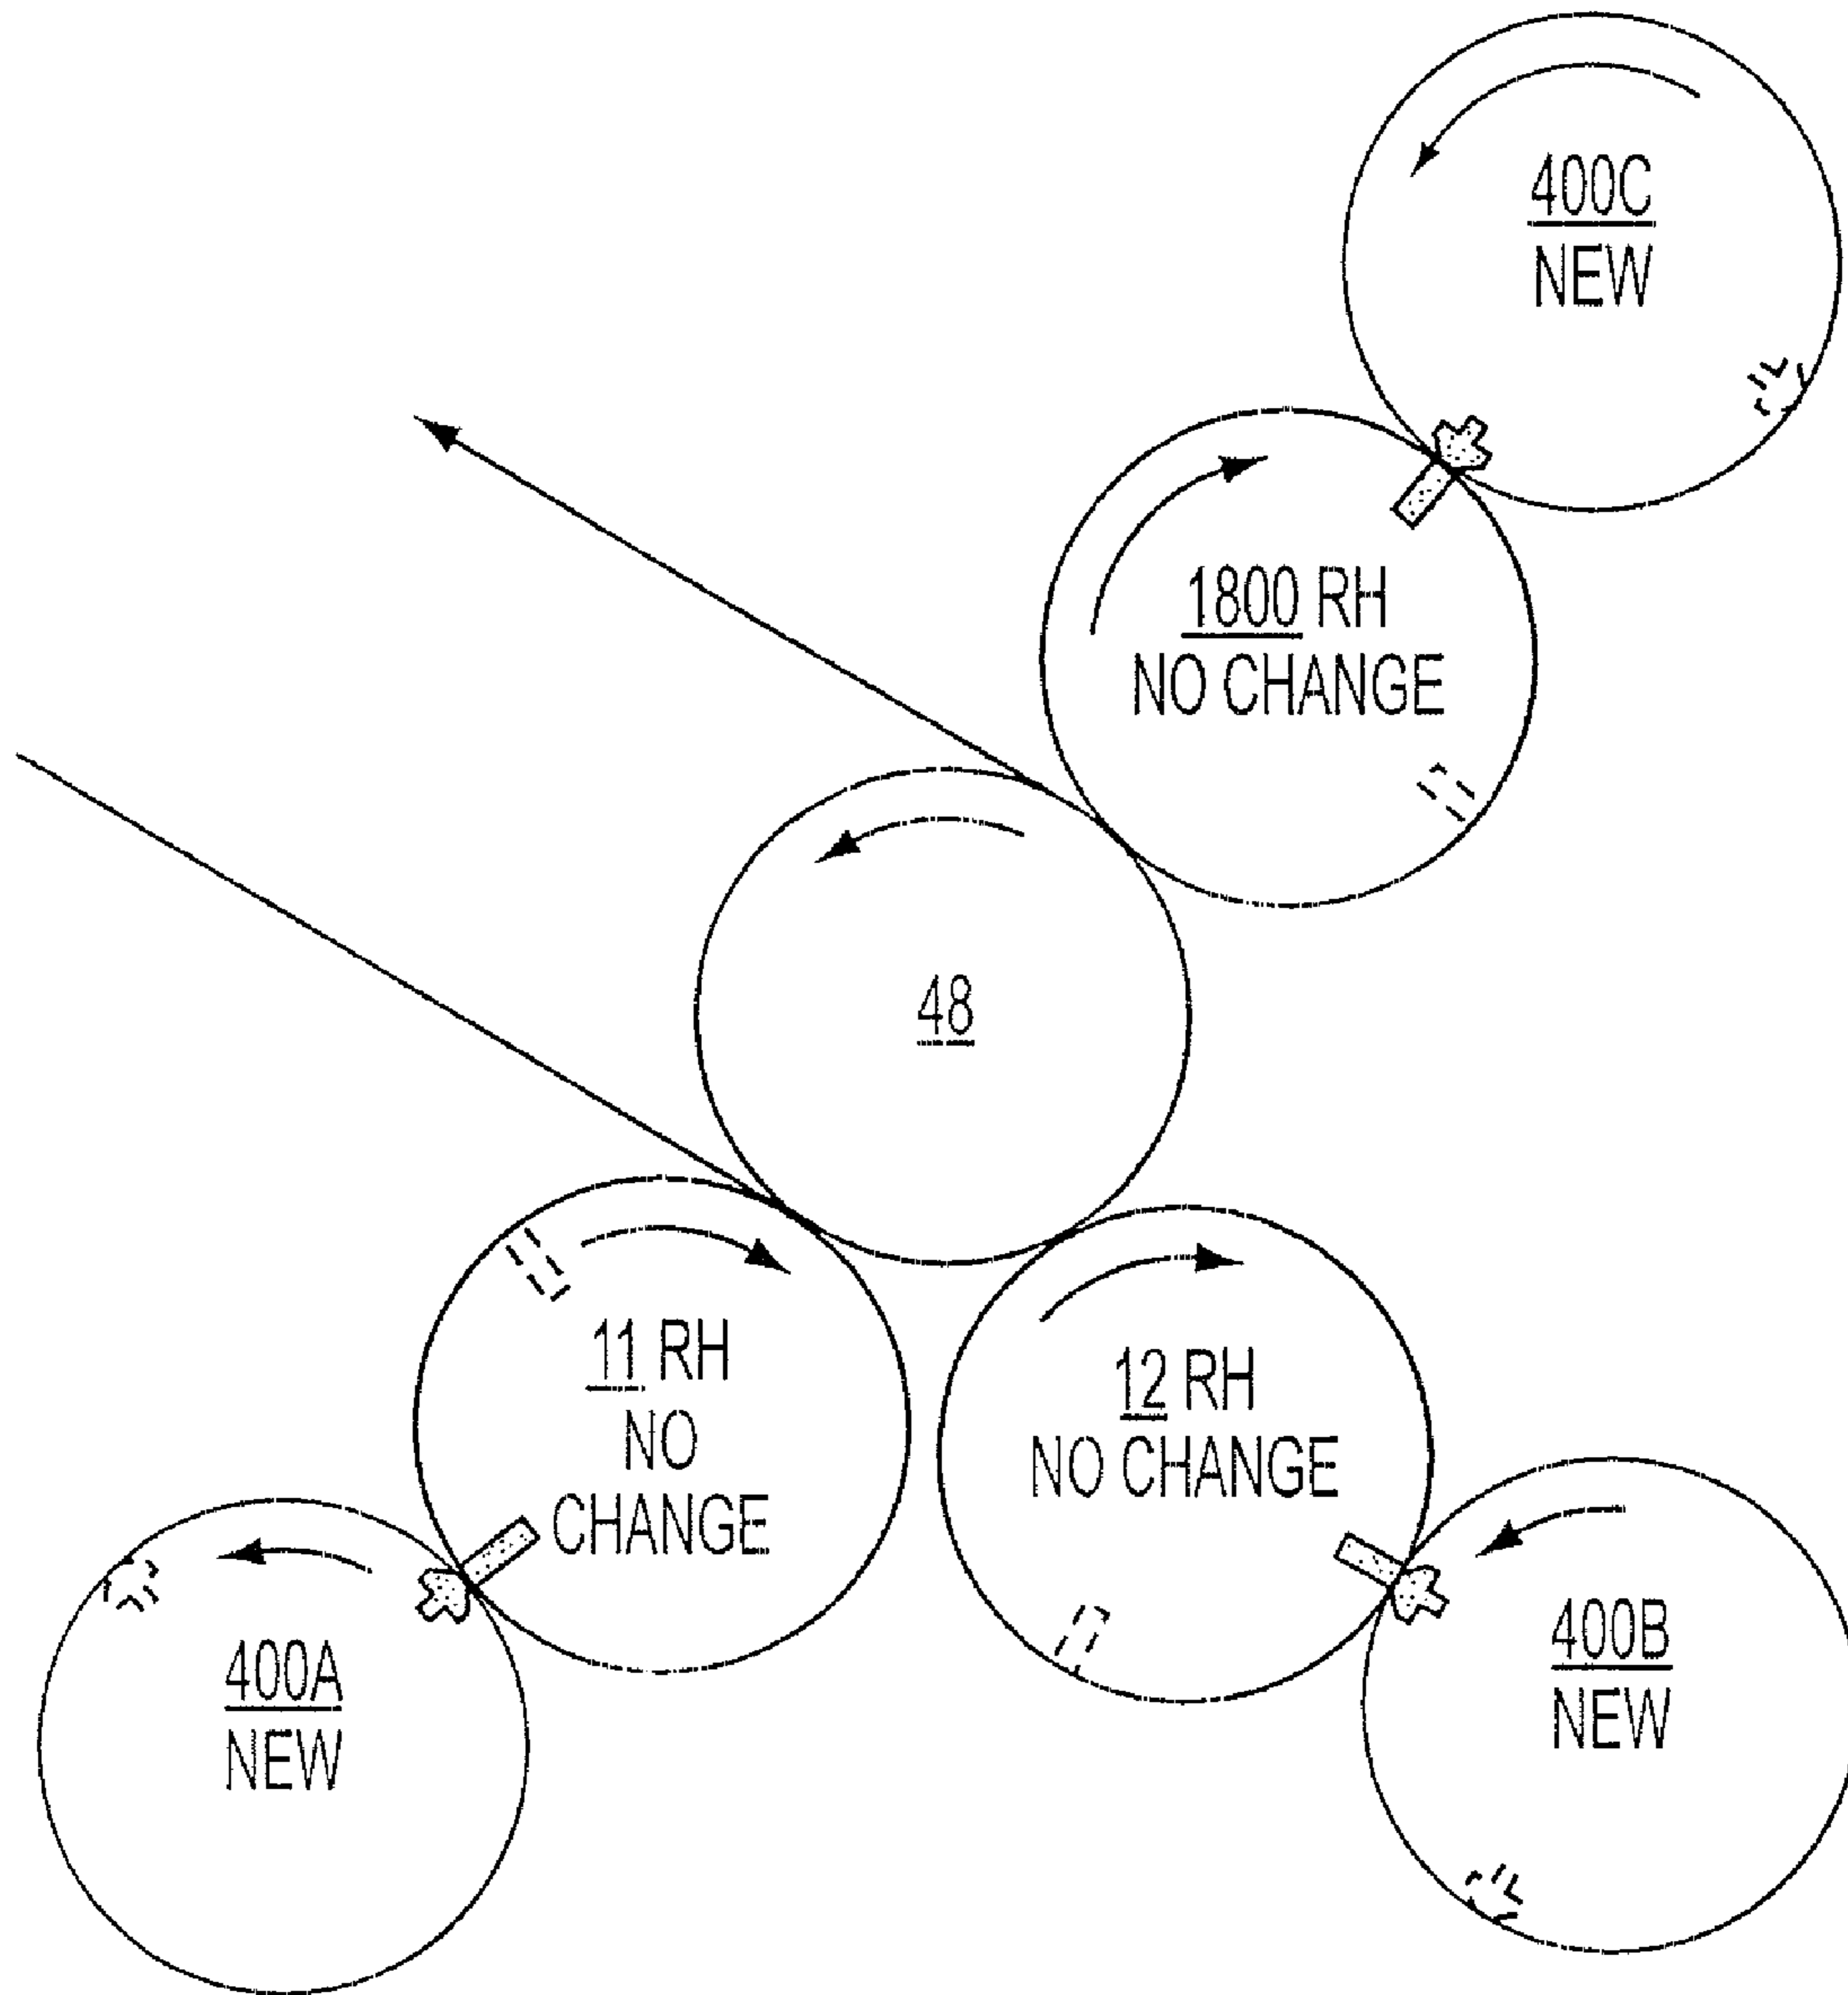 400C
NEW
1800 RH
NO CHANGE
48
11 RH
NO
CHANGE
12 RH
NO CHANGE
400A
NEW
400B
NEW